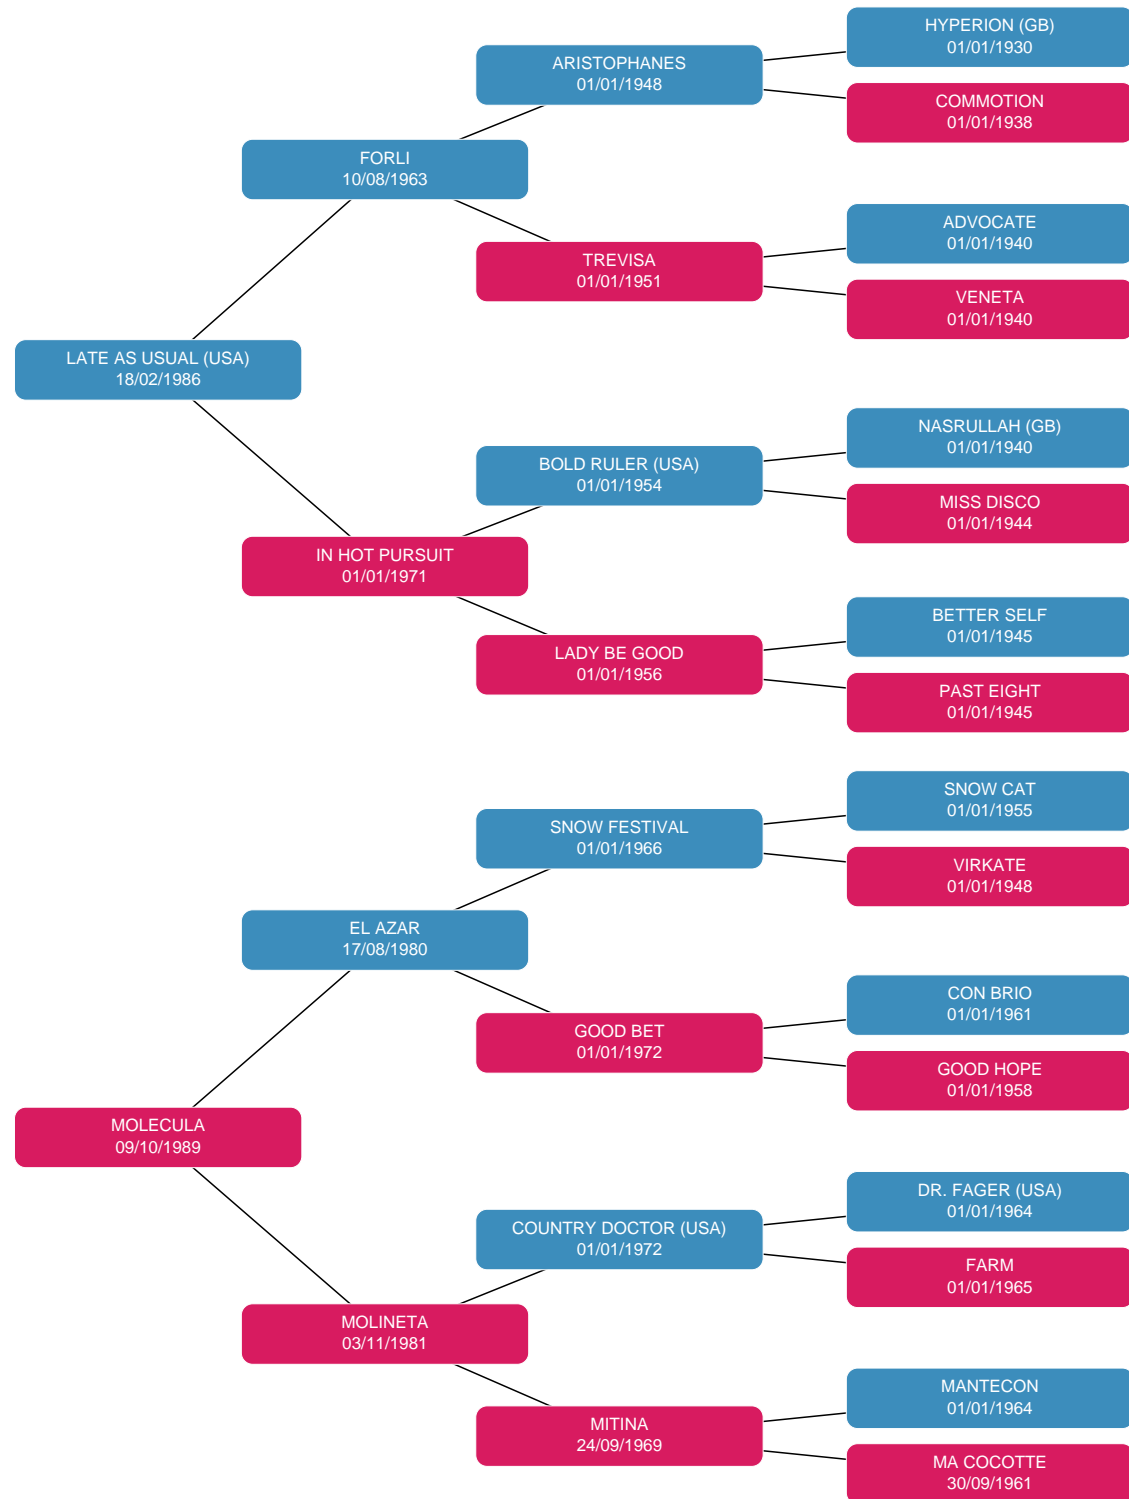 HYPERION (GB)
01/01/1930
ARISTOPHANES
01/01/1948
COMMOTION
01/01/1938
FORLI
10/08/1963
ADVOCATE
01/01/1940
TREVISA
01/01/1951
VENETA
01/01/1940
LATE AS USUAL (USA)
18/02/1986
NASRULLAH (GB)
01/01/1940
BOLD RULER (USA)
01/01/1954
MISS DISCO
01/01/1944
IN HOT PURSUIT
01/01/1971
BETTER SELF
01/01/1945
LADY BE GOOD
01/01/1956
PAST EIGHT
01/01/1945
SNOW CAT
01/01/1955
SNOW FESTIVAL
01/01/1966
VIRKATE
01/01/1948
EL AZAR
17/08/1980
CON BRIO
01/01/1961
GOOD BET
01/01/1972
GOOD HOPE
01/01/1958
MOLECULA
09/10/1989
DR. FAGER (USA)
01/01/1964
COUNTRY DOCTOR (USA)
01/01/1972
FARM
01/01/1965
MOLINETA
03/11/1981
MANTECON
01/01/1964
MITINA
24/09/1969
MA COCOTTE
30/09/1961